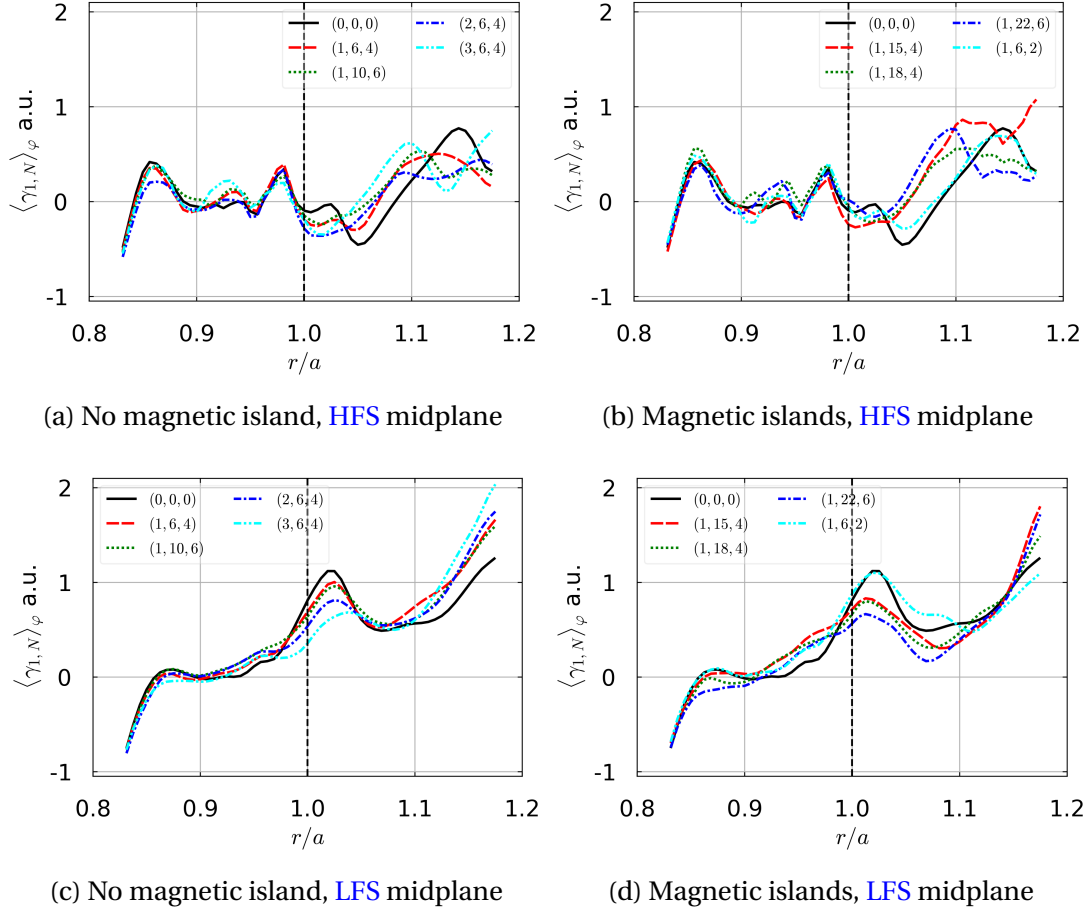 2
1
0
-1
⟨γ1,N⟩φ a.u.
(0, 0, 0)
(1, 6, 4)
(1, 10, 6)
(2, 6, 4)
(3, 6, 4)
0.8 0.9 1.0 1.1 1.2
r/a
(a) No magnetic island, HFS midplane
2
1
0
-1
⟨γ1,N⟩φ a.u.
(0, 0, 0)
(1, 15, 4)
(1, 18, 4)
(1, 22, 6)
(1, 6, 2)
0.8 0.9 1.0 1.1 1.2
r/a
(b) Magnetic islands, HFS midplane
2
1
0
-1
⟨γ1,N⟩φ a.u.
(0, 0, 0)
(1, 6, 4)
(1, 10, 6)
(2, 6, 4)
(3, 6, 4)
0.8 0.9 1.0 1.1 1.2
r/a
(c) No magnetic island, LFS midplane
2
1
0
-1
⟨γ1,N⟩φ a.u.
(0, 0, 0)
(1, 15, 4)
(1, 18, 4)
(1, 22, 6)
(1, 6, 2)
0.8 0.9 1.0 1.1 1.2
r/a
(d) Magnetic islands, LFS midplane